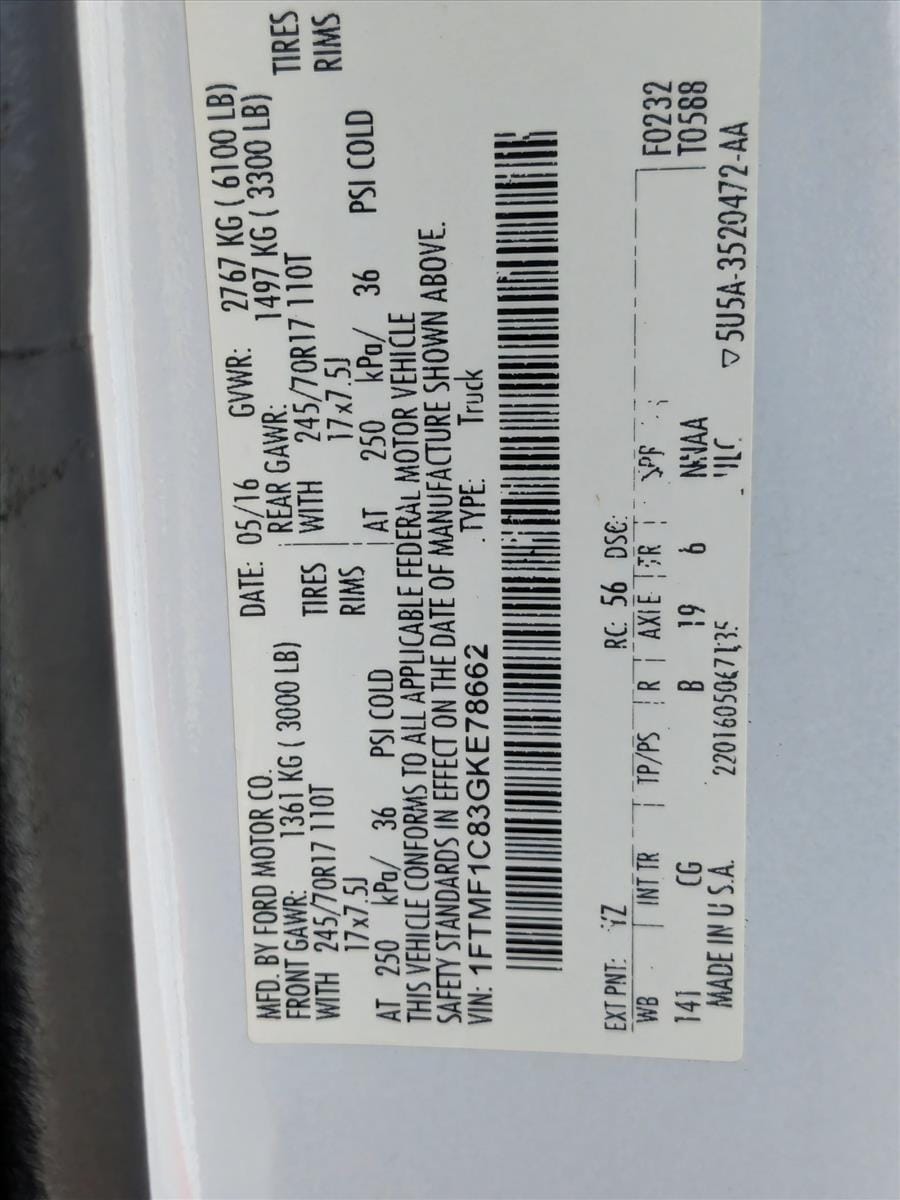 MFD. BY FORD MOTOR CO.
DATE: 05/16 GVWR: 2767 KG ( 6100 LB)
FRONT GAWR: 1361 KG ( 3000 LB) REAR GAWR: 1497 KG ( 3300 LB)
WITH 245/70R17 110T TIRES WITH 245/70R17 110T TIRES
17x7.5J RIMS 17x7.5J RIMS
AT 250 kPa/ 36 PSI COLD AT 250 kPa/ 36 PSI COLD
THIS VEHICLE CONFORMS TO ALL APPLICABLE FEDERAL MOTOR VEHICLE
SAFETY STANDARDS IN EFFECT ON THE DATE OF MANUFACTURE SHOWN ABOVE.
VIN: 1FTMF1C83GKE78662 TYPE: Truck
EXT PNT: YZ RC: 56 DSO: F0232
WB INT TR TP/PS R AXLE TR SPR T0588
141 CG B 19 6 NNAA
MADE IN U.S.A. ▽5U5A-3520472-AA